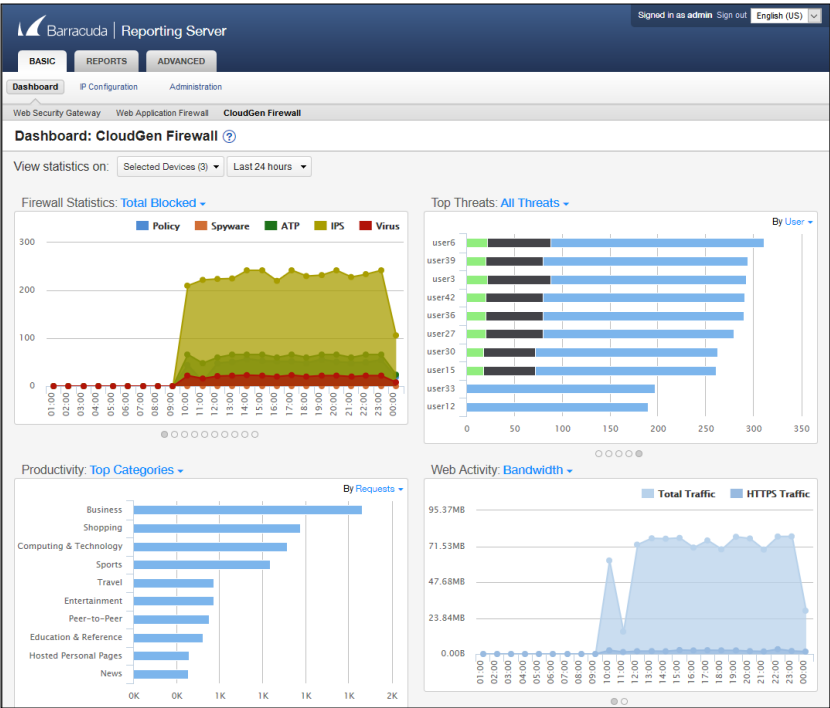 Signed in as admin Sign out English (US)
Barracuda | Reporting Server
BASIC REPORTS ADVANCED
Dashboard IP Configuration Administration
Web Security Gateway Web Application Firewall CloudGen Firewall
Dashboard: CloudGen Firewall ?
View statistics on: Selected Devices (3) Last 24 hours
Firewall Statistics: Total Blocked
Policy Spyware ATP IPS Virus
300
200
100
0
01:00 02:00 03:00 04:00 05:00 06:00 07:00 08:00 09:00 10:00 11:00 12:00 13:00 14:00 15:00 16:00 17:00 18:00 19:00 20:00 21:00 22:00 23:00 00:00
Top Threats: All Threats
By User
user6
user39
user3
user42
user36
user27
user30
user15
user33
user12
0 50 100 150 200 250 300 350
Productivity: Top Categories
By Requests
Business
Shopping
Computing & Technology
Sports
Travel
Entertainment
Peer-to-Peer
Education & Reference
Hosted Personal Pages
News
0K 0K 1K 1K 1K 1K 2K
Web Activity: Bandwidth
Total Traffic HTTPS Traffic
95.37MB
71.53MB
47.68MB
23.84MB
0.00B
01:00 02:00 03:00 04:00 05:00 06:00 07:00 08:00 09:00 10:00 11:00 12:00 13:00 14:00 15:00 16:00 17:00 18:00 19:00 20:00 21:00 22:00 23:00 00:00